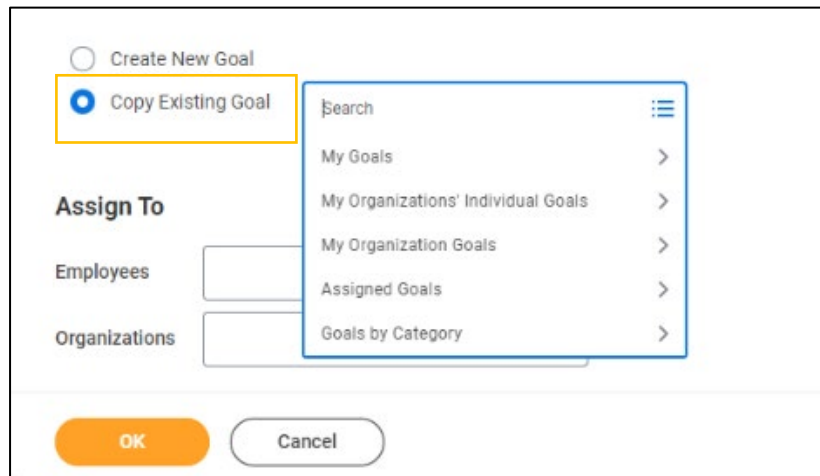 Create New Goal
Copy Existing Goal
Search
My Goals
My Organizations' Individual Goals
My Organization Goals
Assigned Goals
Goals by Category
Assign To
Employees
Organizations
OK
Cancel